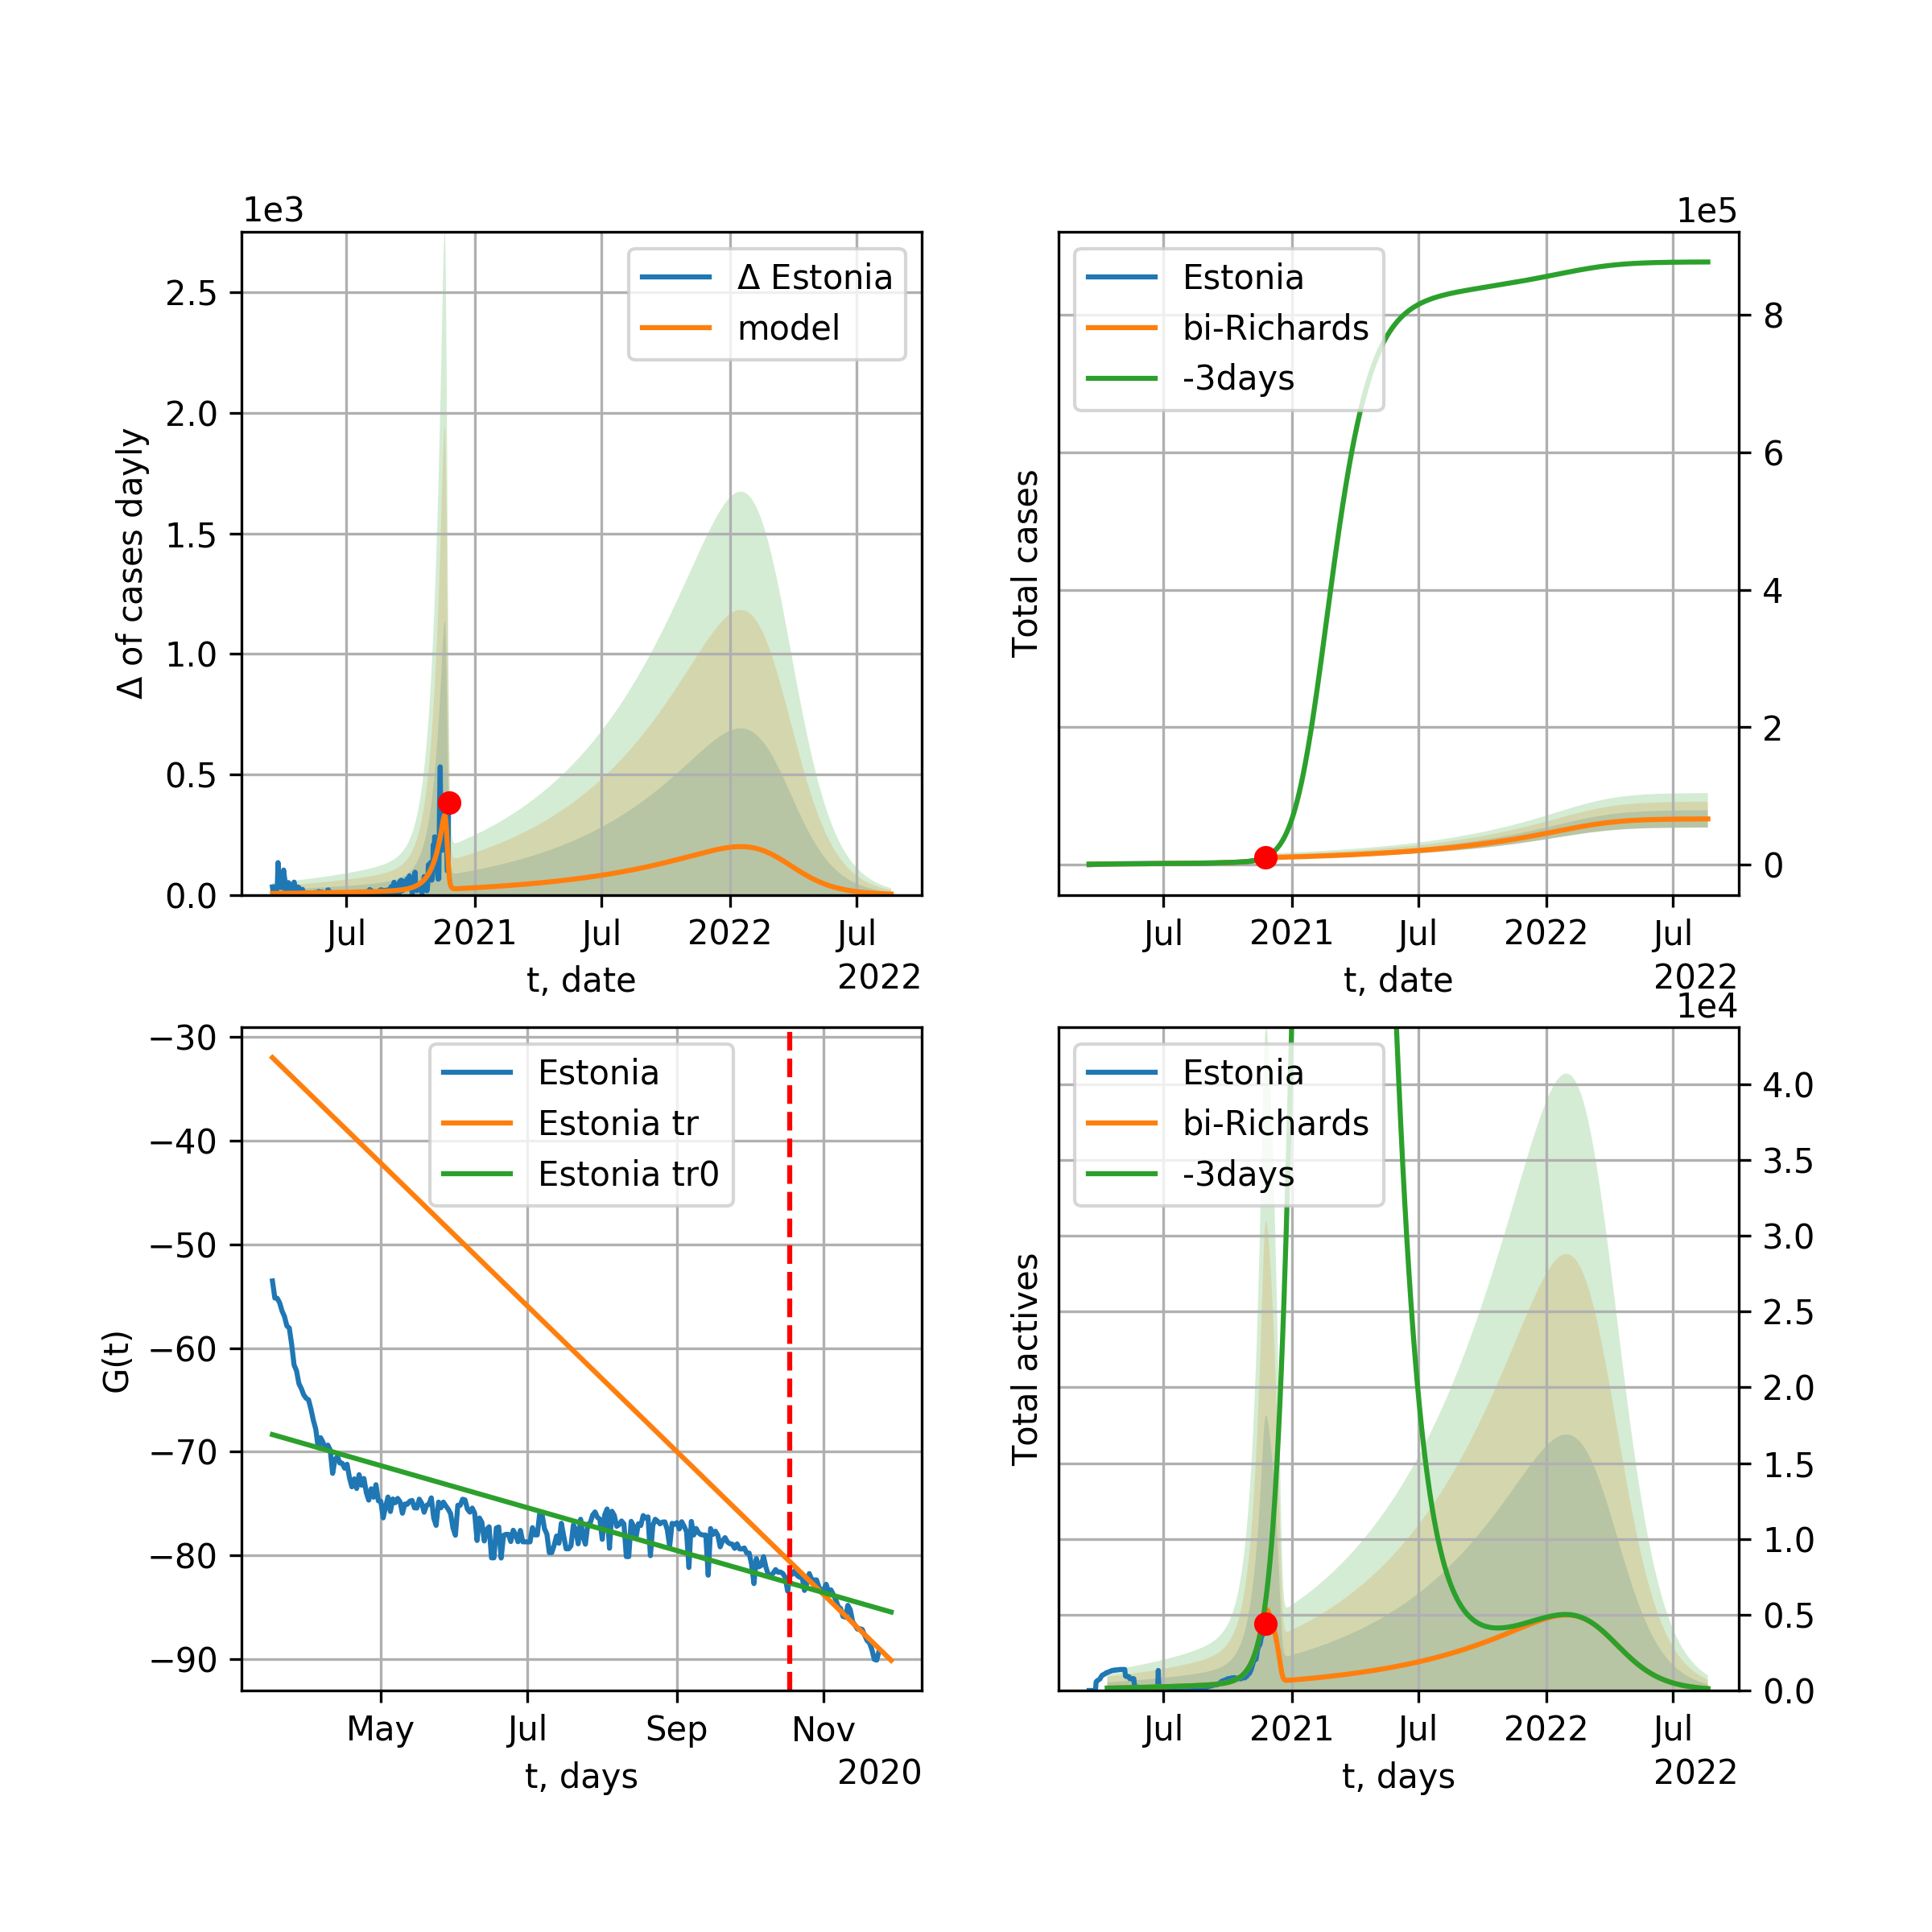 1e3
Δ of cases dayly
2.5
2.0
1.5
1.0
0.5
0.0
Δ Estonia
model
Jul
2021
Jul
2022
Jul
t, date
2022
1e5
Total cases
Estonia
bi-Richards
-3days
8
6
4
2
0
Jul
2021
Jul
2022
Jul
t, date
2022
G(t)
−30
−40
−50
−60
−70
−80
−90
Estonia
Estonia tr
Estonia tr0
May
Jul
Sep
Nov
t, days
2020
1e4
Total actives
Estonia
bi-Richards
-3days
4.0
3.5
3.0
2.5
2.0
1.5
1.0
0.5
0.0
Jul
2021
Jul
2022
Jul
t, days
2022